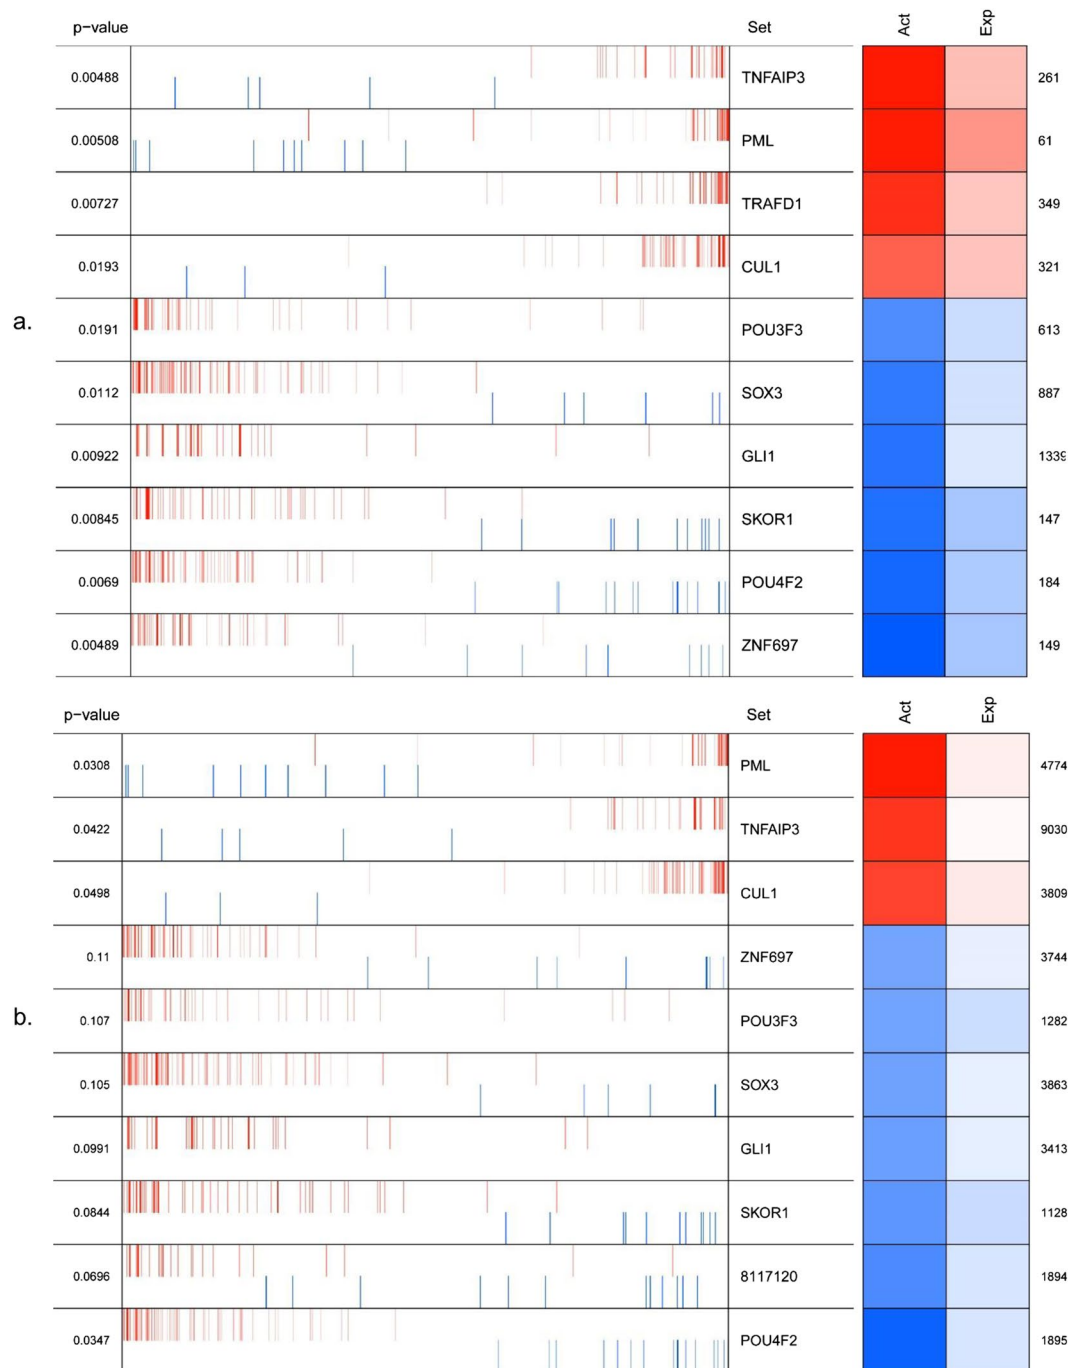 p−value Set Act Exp
0.00488 TNFAIP3 261
0.00508 PML 61
0.00727 TRAFD1 349
0.0193 CUL1 321
a.
0.0191 POU3F3 613
0.0112 SOX3 887
0.00922 GLI1 1339
0.00845 SKOR1 147
0.0069 POU4F2 184
0.00489 ZNF697 149
p−value Set Act Exp
0.0308 PML 4774
0.0422 TNFAIP3 9030
0.0498 CUL1 3809
0.11 ZNF697 3744
b.
0.107 POU3F3 1282
0.105 SOX3 3863
0.0991 GLI1 3413
0.0844 SKOR1 1128
0.0696 8117120 1894
0.0347 POU4F2 1895